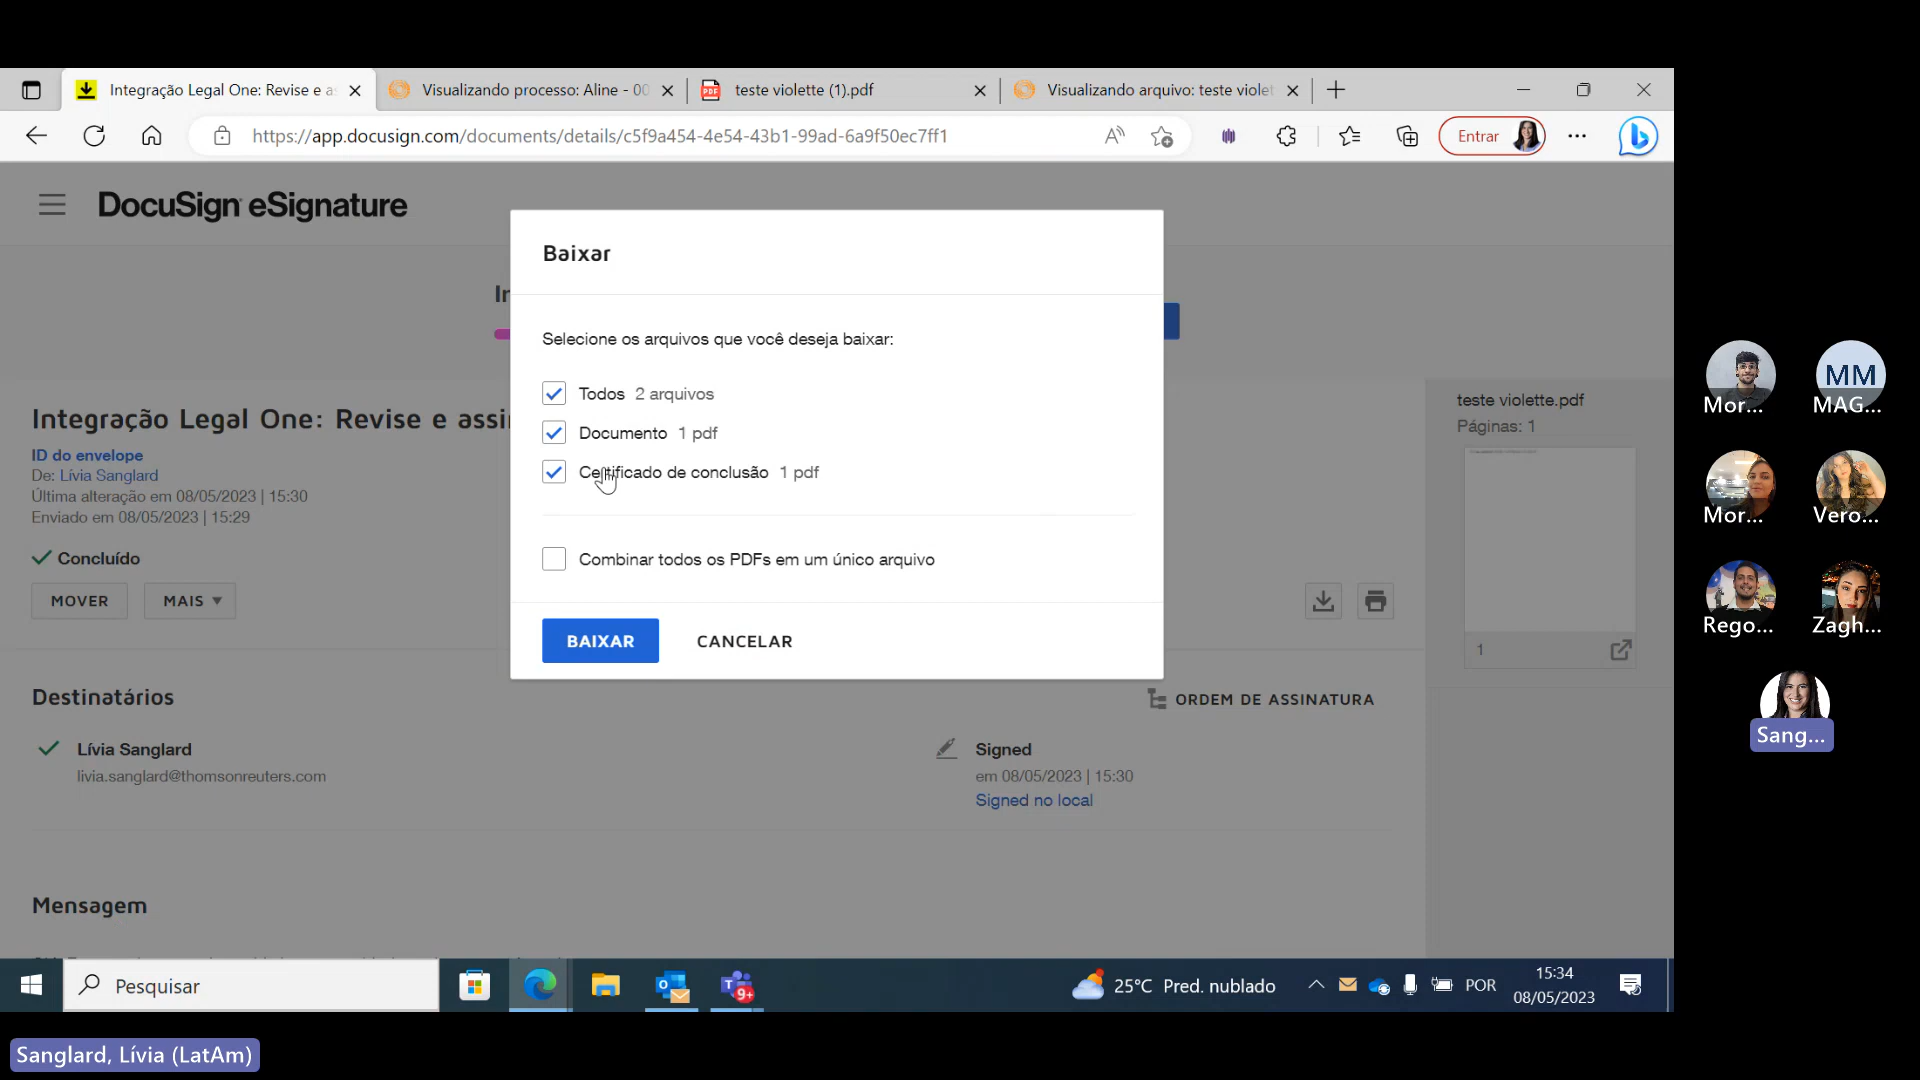 Integração Legal One: Revise e as
Visualizando processo: Aline - 00
teste violette (1).pdf
Visualizando arquivo: teste violet
https://app.docusign.com/documents/details/c5f9a454-4e54-43b1-99ad-6a9f50ec7ff1
Entrar
DocuSign eSignature
Baixar
In
Selecione os arquivos que você deseja baixar:
Todos 2 arquivos
Documento 1 pdf
Certificado de conclusão 1 pdf
Combinar todos os PDFs em um único arquivo
BAIXAR CANCELAR
Integração Legal One: Revise e assi
ID do envelope
De: Lívia Sanglard
Última alteração em 08/05/2023 | 15:30
Enviado em 08/05/2023 | 15:29
Concluído
MOVER MAIS
teste violette.pdf
Páginas: 1
1
Destinatários
ORDEM DE ASSINATURA
Lívia Sanglard
livia.sanglard@thomsonreuters.com
Signed
em 08/05/2023 | 15:30
Signed no local
Mensagem
Mor...
MM
MAG...
Mor...
Vero...
Rego...
Zagh...
Sang...
Pesquisar
9+
25°C Pred. nublado
POR
15:34
08/05/2023
Sanglard, Lívia (LatAm)